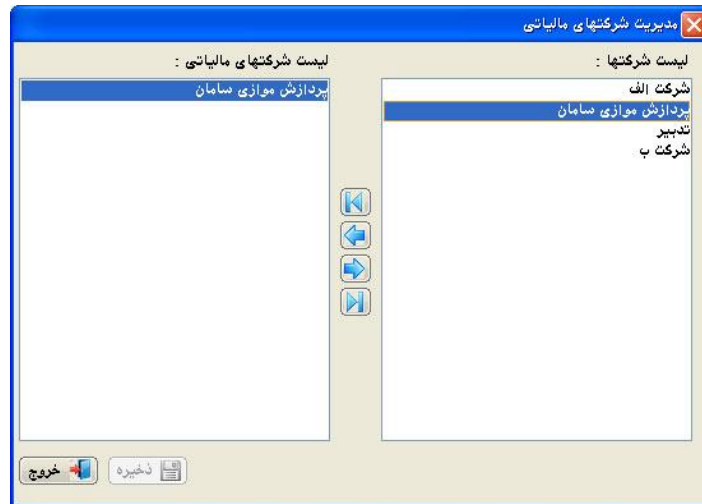 مدیریت شرکتهای مالیاتی
لیست شرکتها :
شرکت الف
پردازش موازی سامان
تدبیر
شرکت ب
لیست شرکتهای مالیاتی :
پردازش موازی سامان
ذخیره
خروج